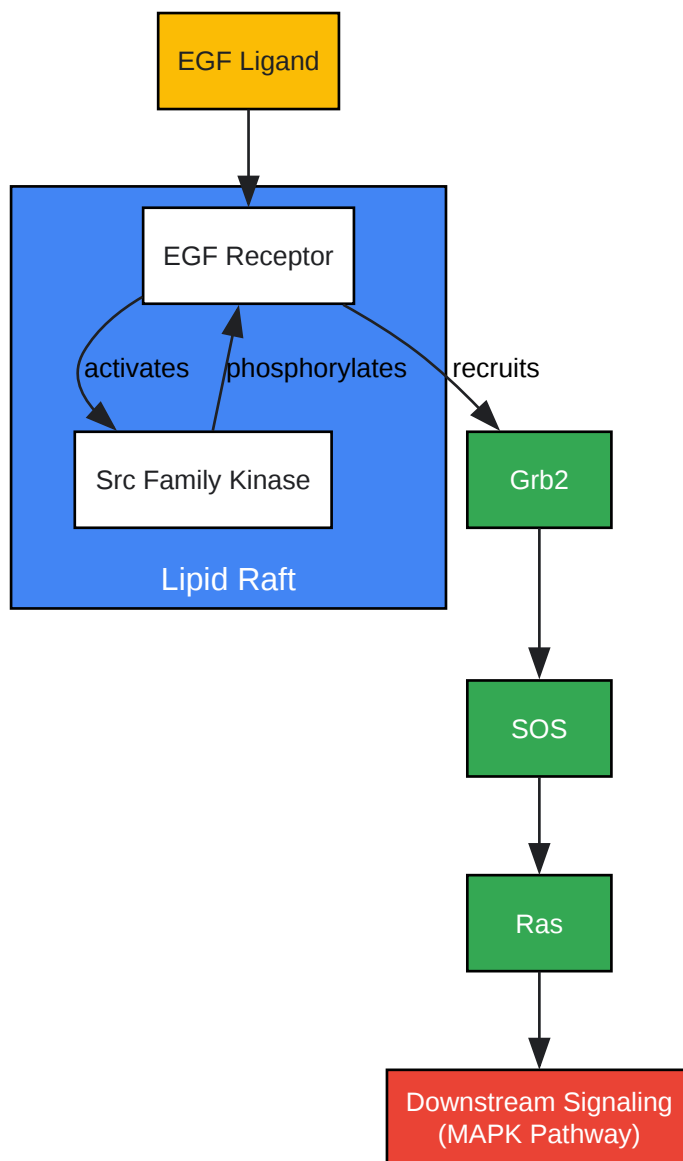 EGF Ligand
EGF Receptor
activates
phosphorylates
recruits
Src Family Kinase
Grb2
Lipid Raft
SOS
Ras
Downstream Signaling
(MAPK Pathway)